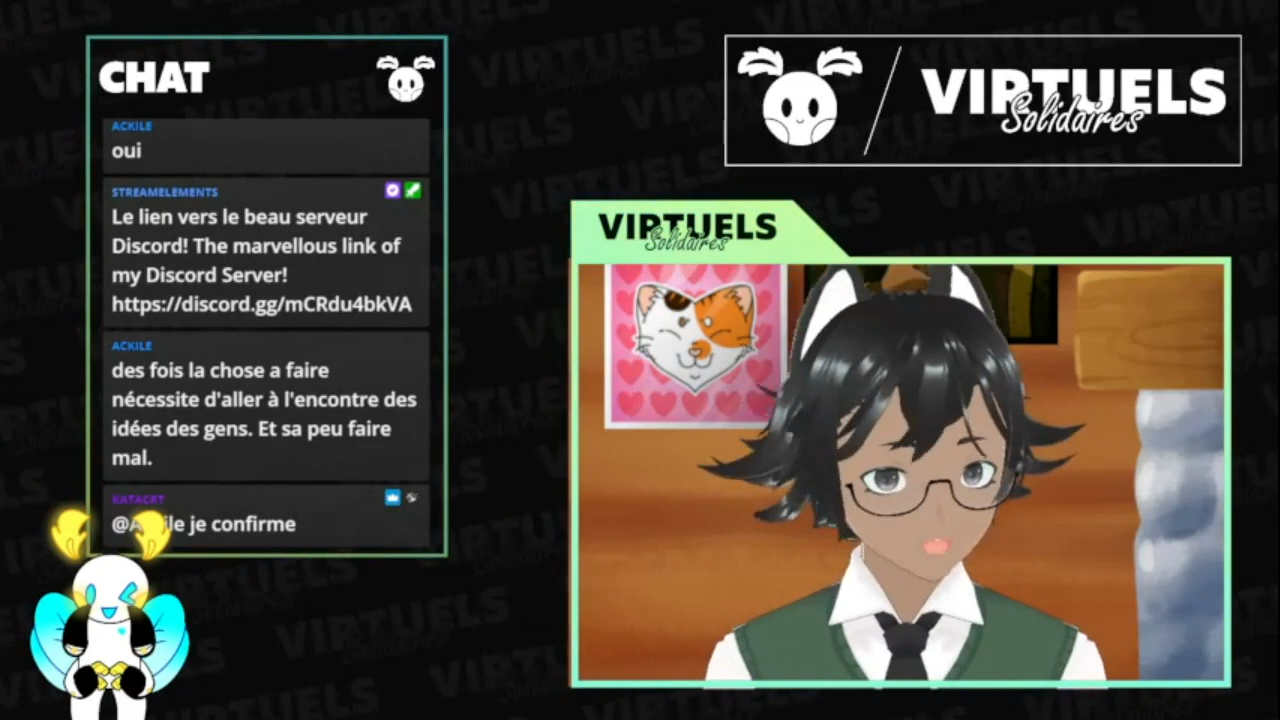 CHAT
ACKILE
oui
STREAMELEMENTS
Le lien vers le beau serveur
Discord! The marvellous link of
my Discord Server!
https://discord.gg/mCRdu4bkVA
ACKILE
des fois la chose a faire
nécessite d'aller à l'encontre des
idées des gens. Et sa peu faire
mal.
KATACRT
je confirme
VIRTUELS
Solidaires
VIRTUELS
Solidaires